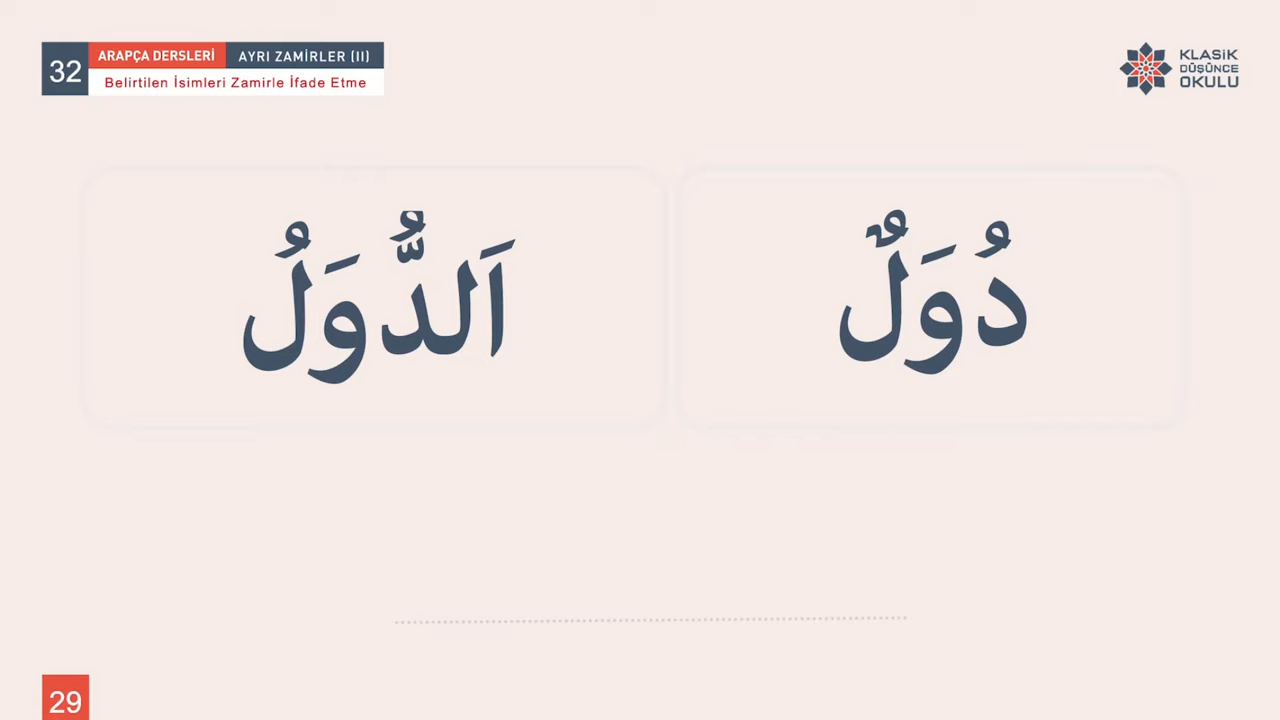 32
ARAPÇA DERSLERİ AYRI ZAMİRLER (II)
Belirtilen İsimleri Zamirle İfade Etme
KLASİK
DÜŞÜNCE
OKULU
دُوَلٌ
اَلدُّوَلُ
29